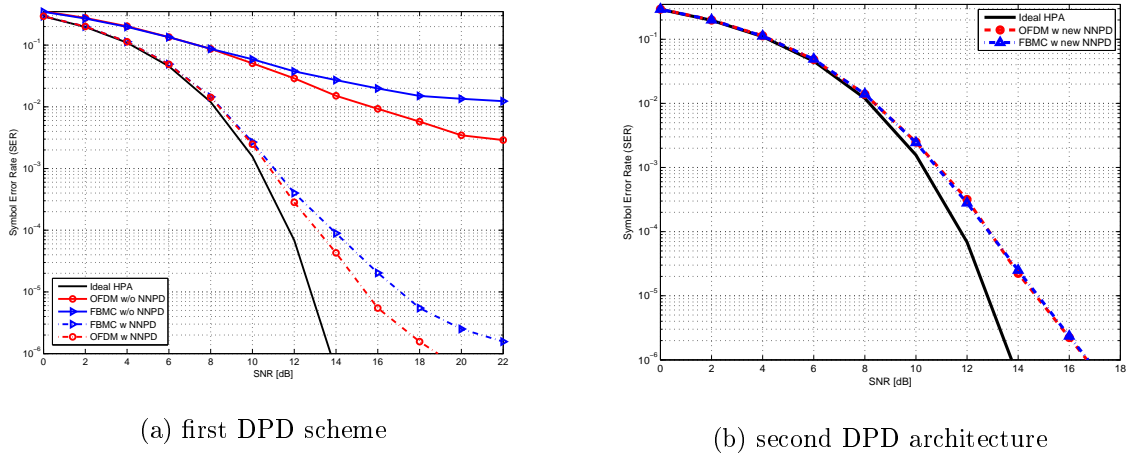 10⁻¹
10⁻²
10⁻³
10⁻⁴
10⁻⁵
10⁻⁶
Symbol Error Rate (SER)
Ideal HPA
OFDM w/o NNPD
FBMC w/o NNPD
FBMC w NNPD
OFDM w NNPD
0 2 4 6 8 10 12 14 16 18 20 22
SNR [dB]
(a) first DPD scheme
10⁻¹
10⁻²
10⁻³
10⁻⁴
10⁻⁵
10⁻⁶
Symbol Error Rate (SER)
Ideal HPA
OFDM w new NNPD
FBMC w new NNPD
0 2 4 6 8 10 12 14 16 18
SNR [dB]
(b) second DPD architecture